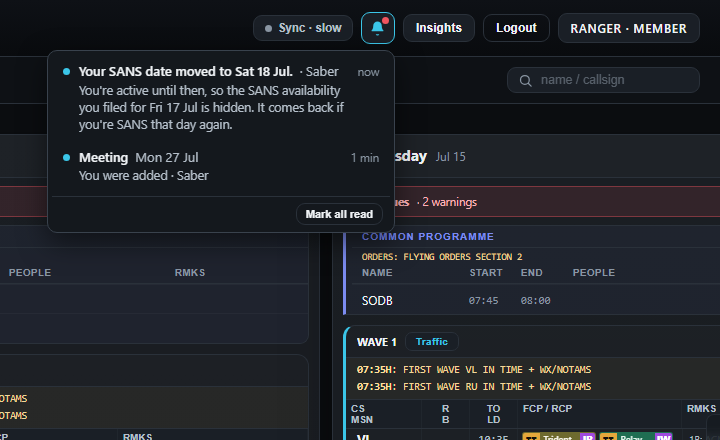 Sync · slow
Insights
Logout
RANGER · MEMBER
name / callsign
Your SANS date moved to Sat 18 Jul. · Saber now
You're active until then, so the SANS availability
you filed for Fri 17 Jul is hidden. It comes back if
you're SANS that day again.
Meeting Mon 27 Jul 1 min
You were added · Saber
Mark all read
sday Jul 15
ues · 2 warnings
COMMON PROGRAMME
ORDERS: FLYING ORDERS SECTION 2
NAME START END PEOPLE
SODB 07:45 08:00
PEOPLE RMKS
WAVE 1 Traffic
07:35H: FIRST WAVE VL IN TIME + WX/NOTAMS
07:35H: FIRST WAVE RU IN TIME + WX/NOTAMS
OTAMS
OTAMS
CS R TO FCP / RCP RMKS
MSN B LD
CP RMKS
VL 10:35 Trident Relay